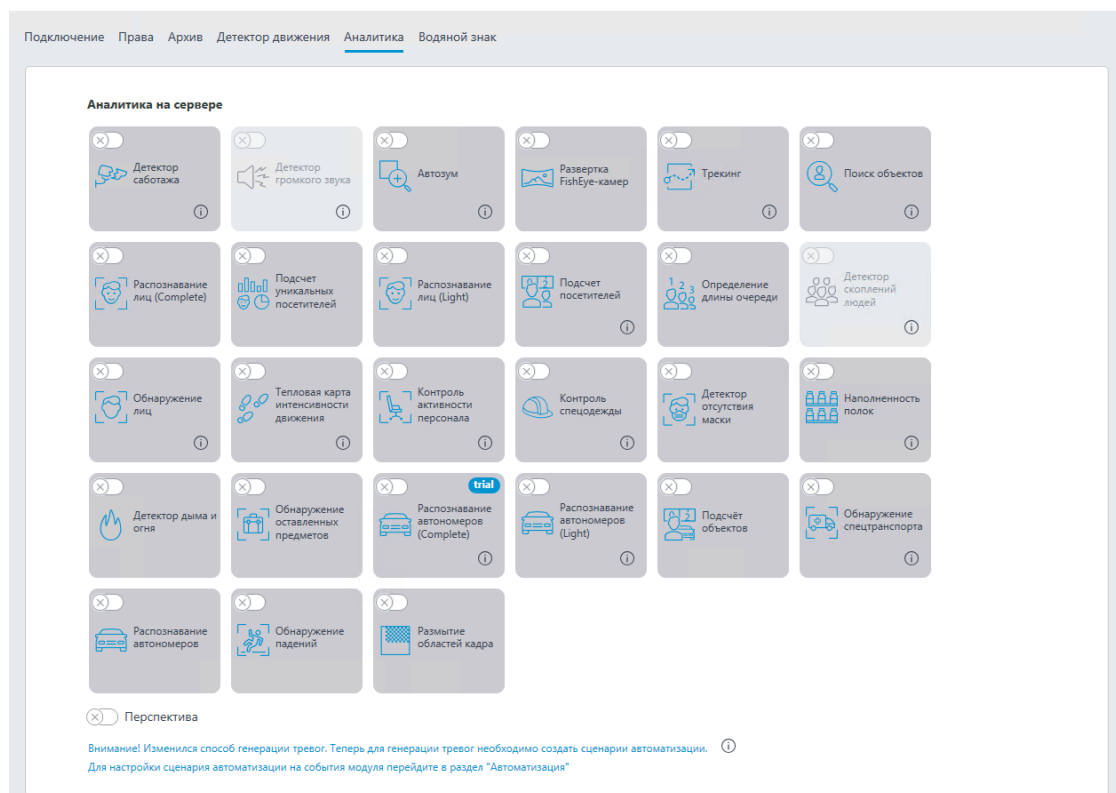 Подключение Права Архив Детектор движения Аналитика Водяной знак
Аналитика на сервере
Детектор
саботажа
Детектор
громкого звука
Автозум
Развертка
FishEye-камер
Трекинг
Поиск объектов
Распознавание
лиц (Complete)
Подсчет
уникальных
посетителей
Распознавание
лиц (Light)
Подсчет
посетителей
Определение
длины очереди
Детектор
скоплений
людей
Обнаружение
лиц
Тепловая карта
интенсивности
движения
Контроль
активности
персонала
Контроль
спецодежды
Детектор
отсутствия
маски
Наполненность
полок
Детектор дыма и
огня
Обнаружение
оставленных
предметов
trial
Распознавание
автономеров
(Complete)
Распознавание
автономеров
(Light)
Подсчёт
объектов
Обнаружение
спецтранспорта
Распознавание
автономеров
Обнаружение
падений
Размытие
областей кадра
Перспектива
Внимание! Изменился способ генерации тревог. Теперь для генерации тревог необходимо создать сценарии автоматизации.
Для настройки сценария автоматизации на события модуля перейдите в раздел "Автоматизация"